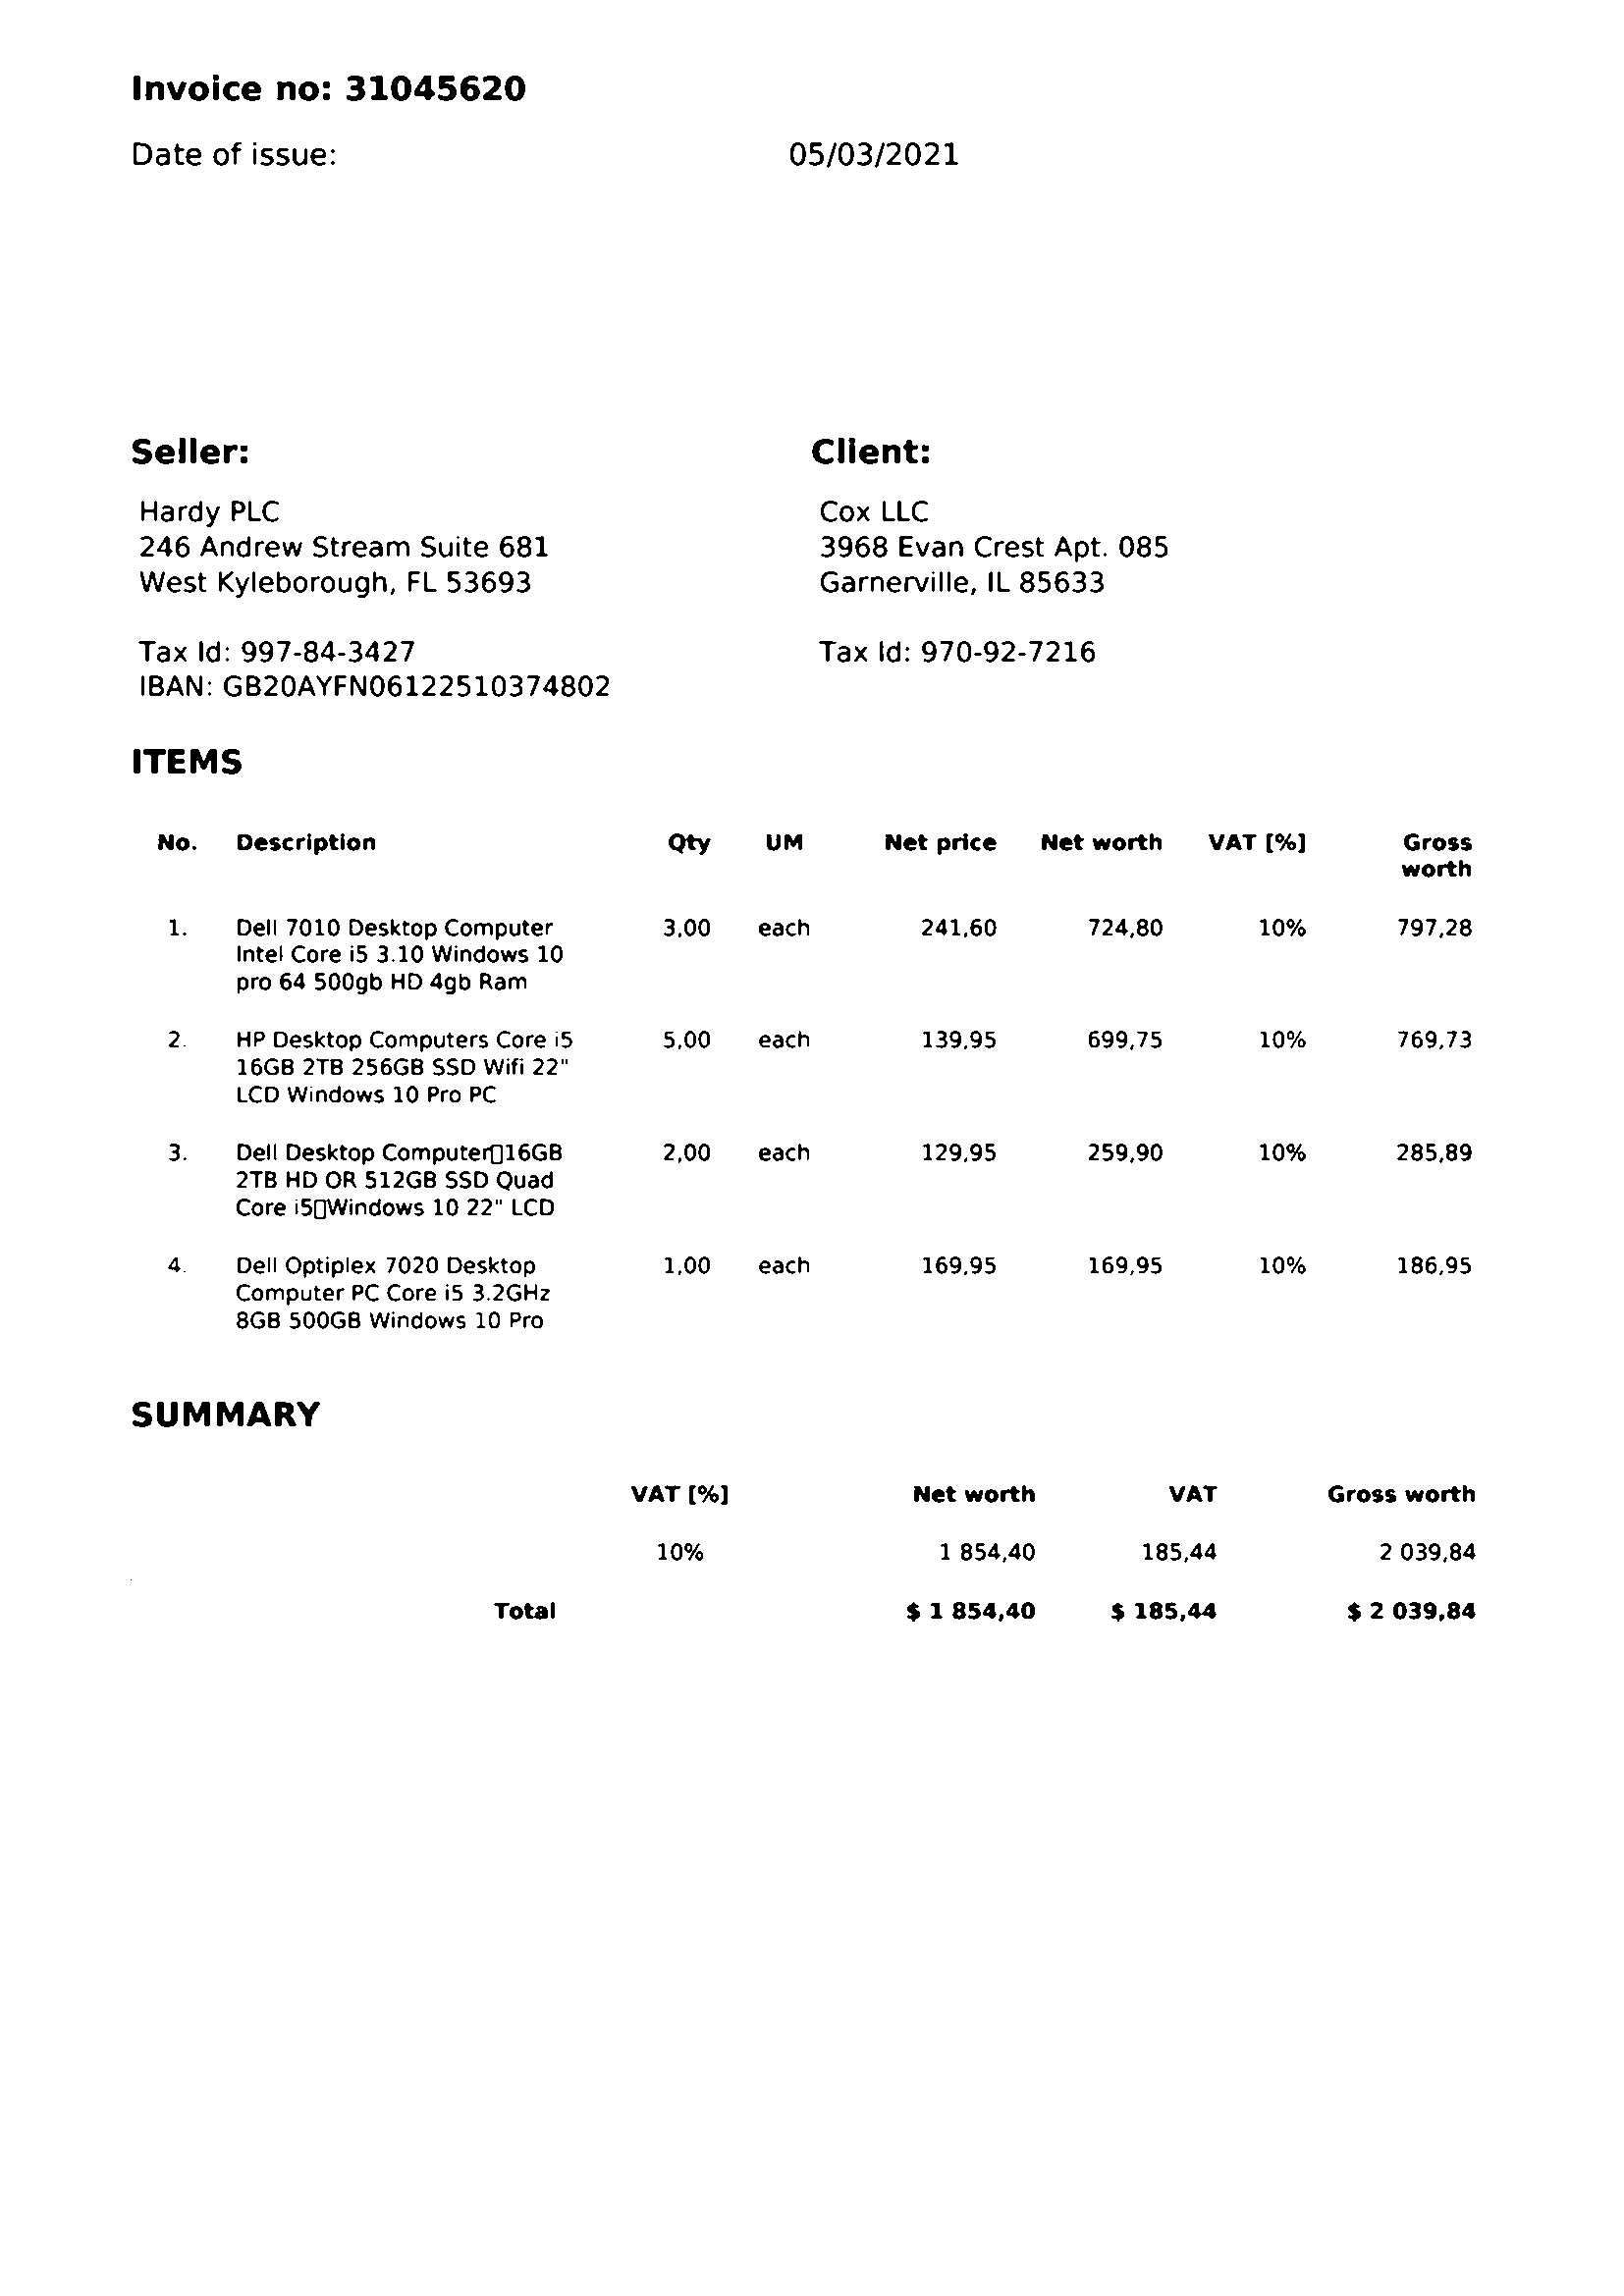 Invoice no: 31045620
Date of issue: 05/03/2021
Seller:
Hardy PLC
246 Andrew Stream Suite 681
West Kyleborough, FL 53693
Tax Id: 997-84-3427
IBAN: GB20AYFN06122510374802
Client:
Cox LLC
3968 Evan Crest Apt. 085
Garnerville, IL 85633
Tax Id: 970-92-7216
ITEMS
No. Description Qty UM Net price Net worth VAT [%] Gross
worth
1. Dell 7010 Desktop Computer 3,00 each 241,60 724,80 10% 797,28
Intel Core i5 3.10 Windows 10
pro 64 500gb HD 4gb Ram
2. HP Desktop Computers Core i5 5,00 each 139,95 699,75 10% 769,73
16GB 2TB 256GB SSD Wifi 22"
LCD Windows 10 Pro PC
3. Dell Desktop Computer▯16GB 2,00 each 129,95 259,90 10% 285,89
2TB HD OR 512GB SSD Quad
Core i5▯Windows 10 22" LCD
4. Dell Optiplex 7020 Desktop 1,00 each 169,95 169,95 10% 186,95
Computer PC Core i5 3.2GHz
8GB 500GB Windows 10 Pro
SUMMARY
VAT [%] Net worth VAT Gross worth
10% 1 854,40 185,44 2 039,84
Total $ 1 854,40 $ 185,44 $ 2 039,84